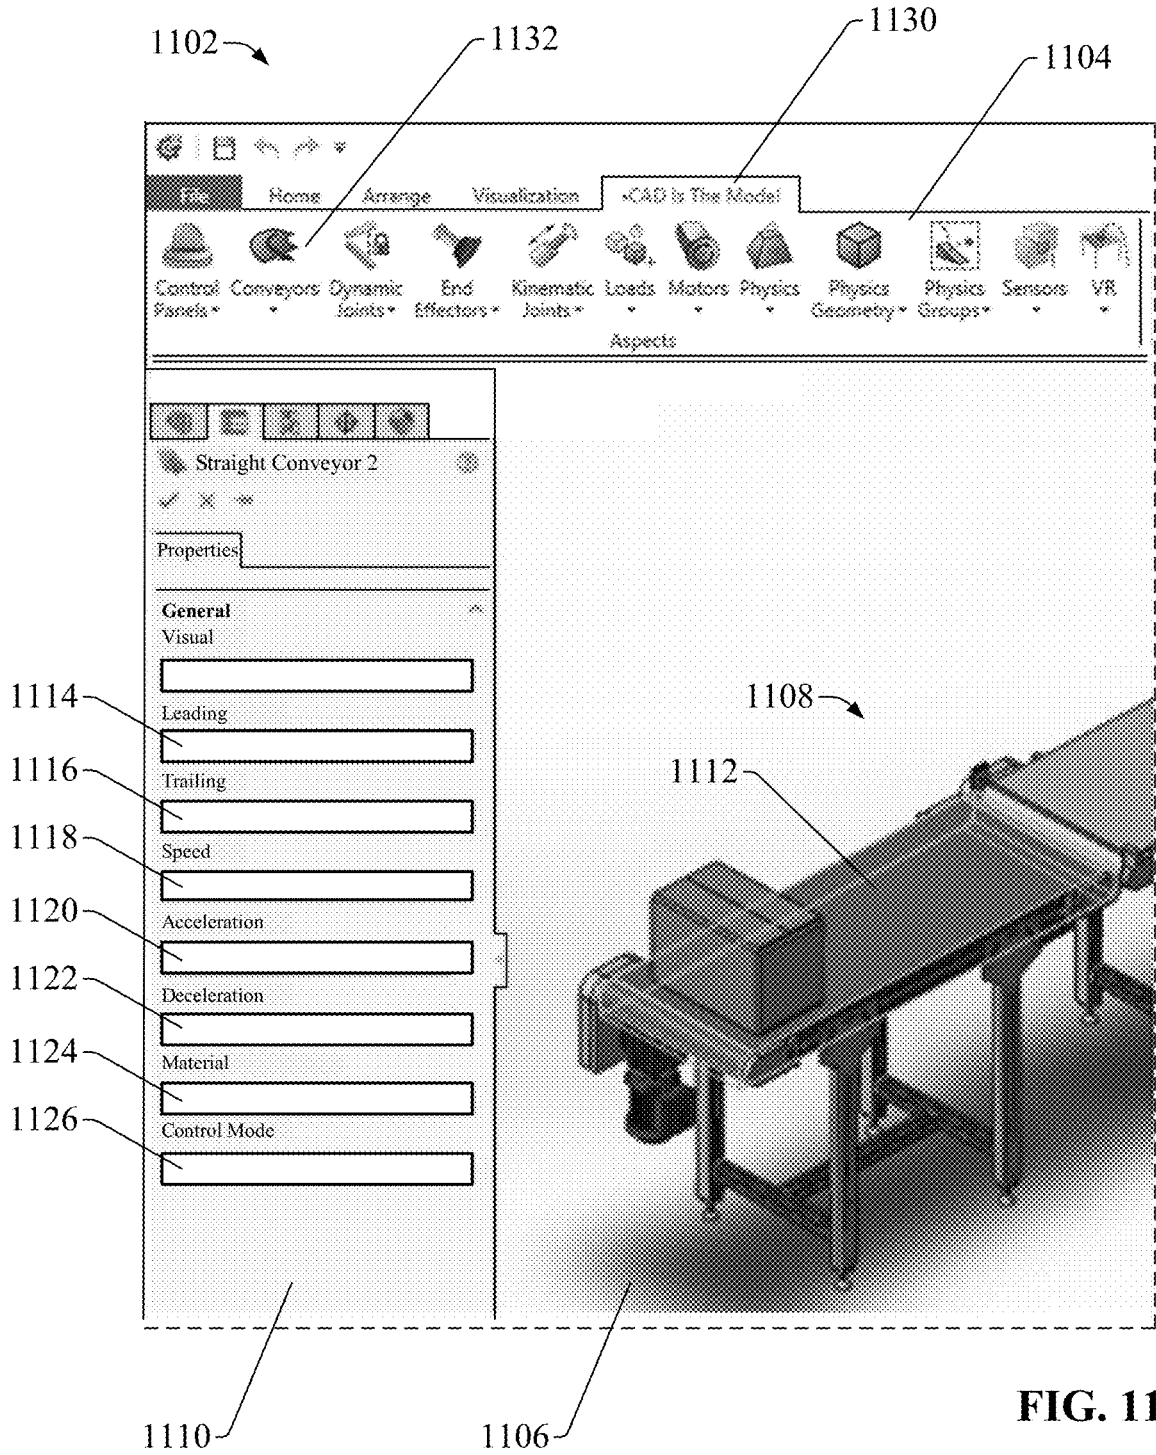 1130
1132
1102
1104
File Home Arrange Visualization •CAD Is The Model
Control Conveyors Dynamic End Kinematic Loads Motors Physics Physics Physics Sensors VR
Panels Joints Effectors Joints Geometry Groups
Aspects
Straight Conveyor 2
Properties
General
Visual
1114
Leading
1108
1116
Trailing
1112
1118
Speed
1120
Acceleration
1122
Deceleration
1124
Material
1126
Control Mode
FIG. 11
1110
1106